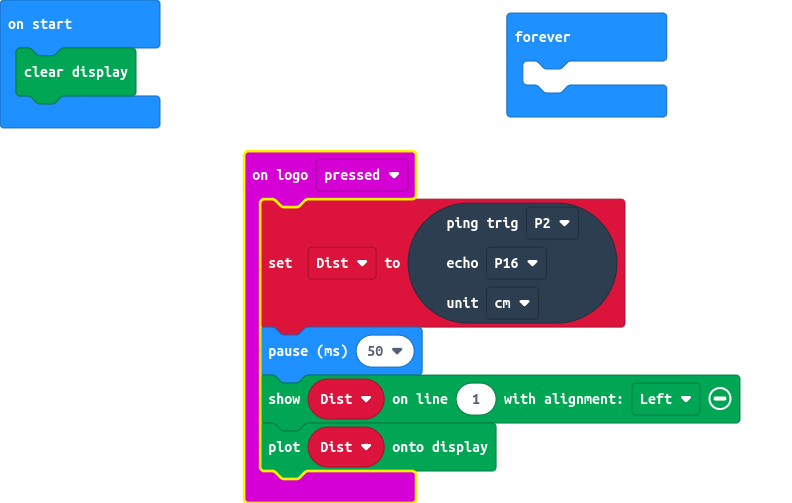 on start
clear display
forever
on logo pressed
ping trig P2
set Dist to echo P16
unit cm
pause (ms) 50
show Dist on line 1 with alignment: Left
plot Dist onto display